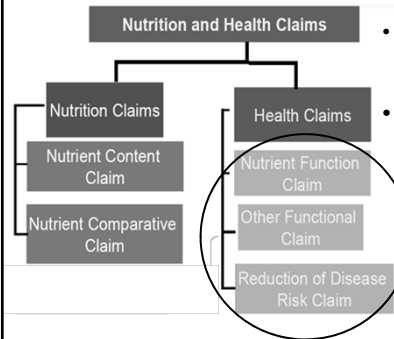 Nutrition and Health Claims
Nutrition Claims
Nutrient Content
Claim
Nutrient Comparative
Claim
Health Claims
Nutrient Function
Claim
Other Functional
Claim
Reduction of Disease
Risk Claim